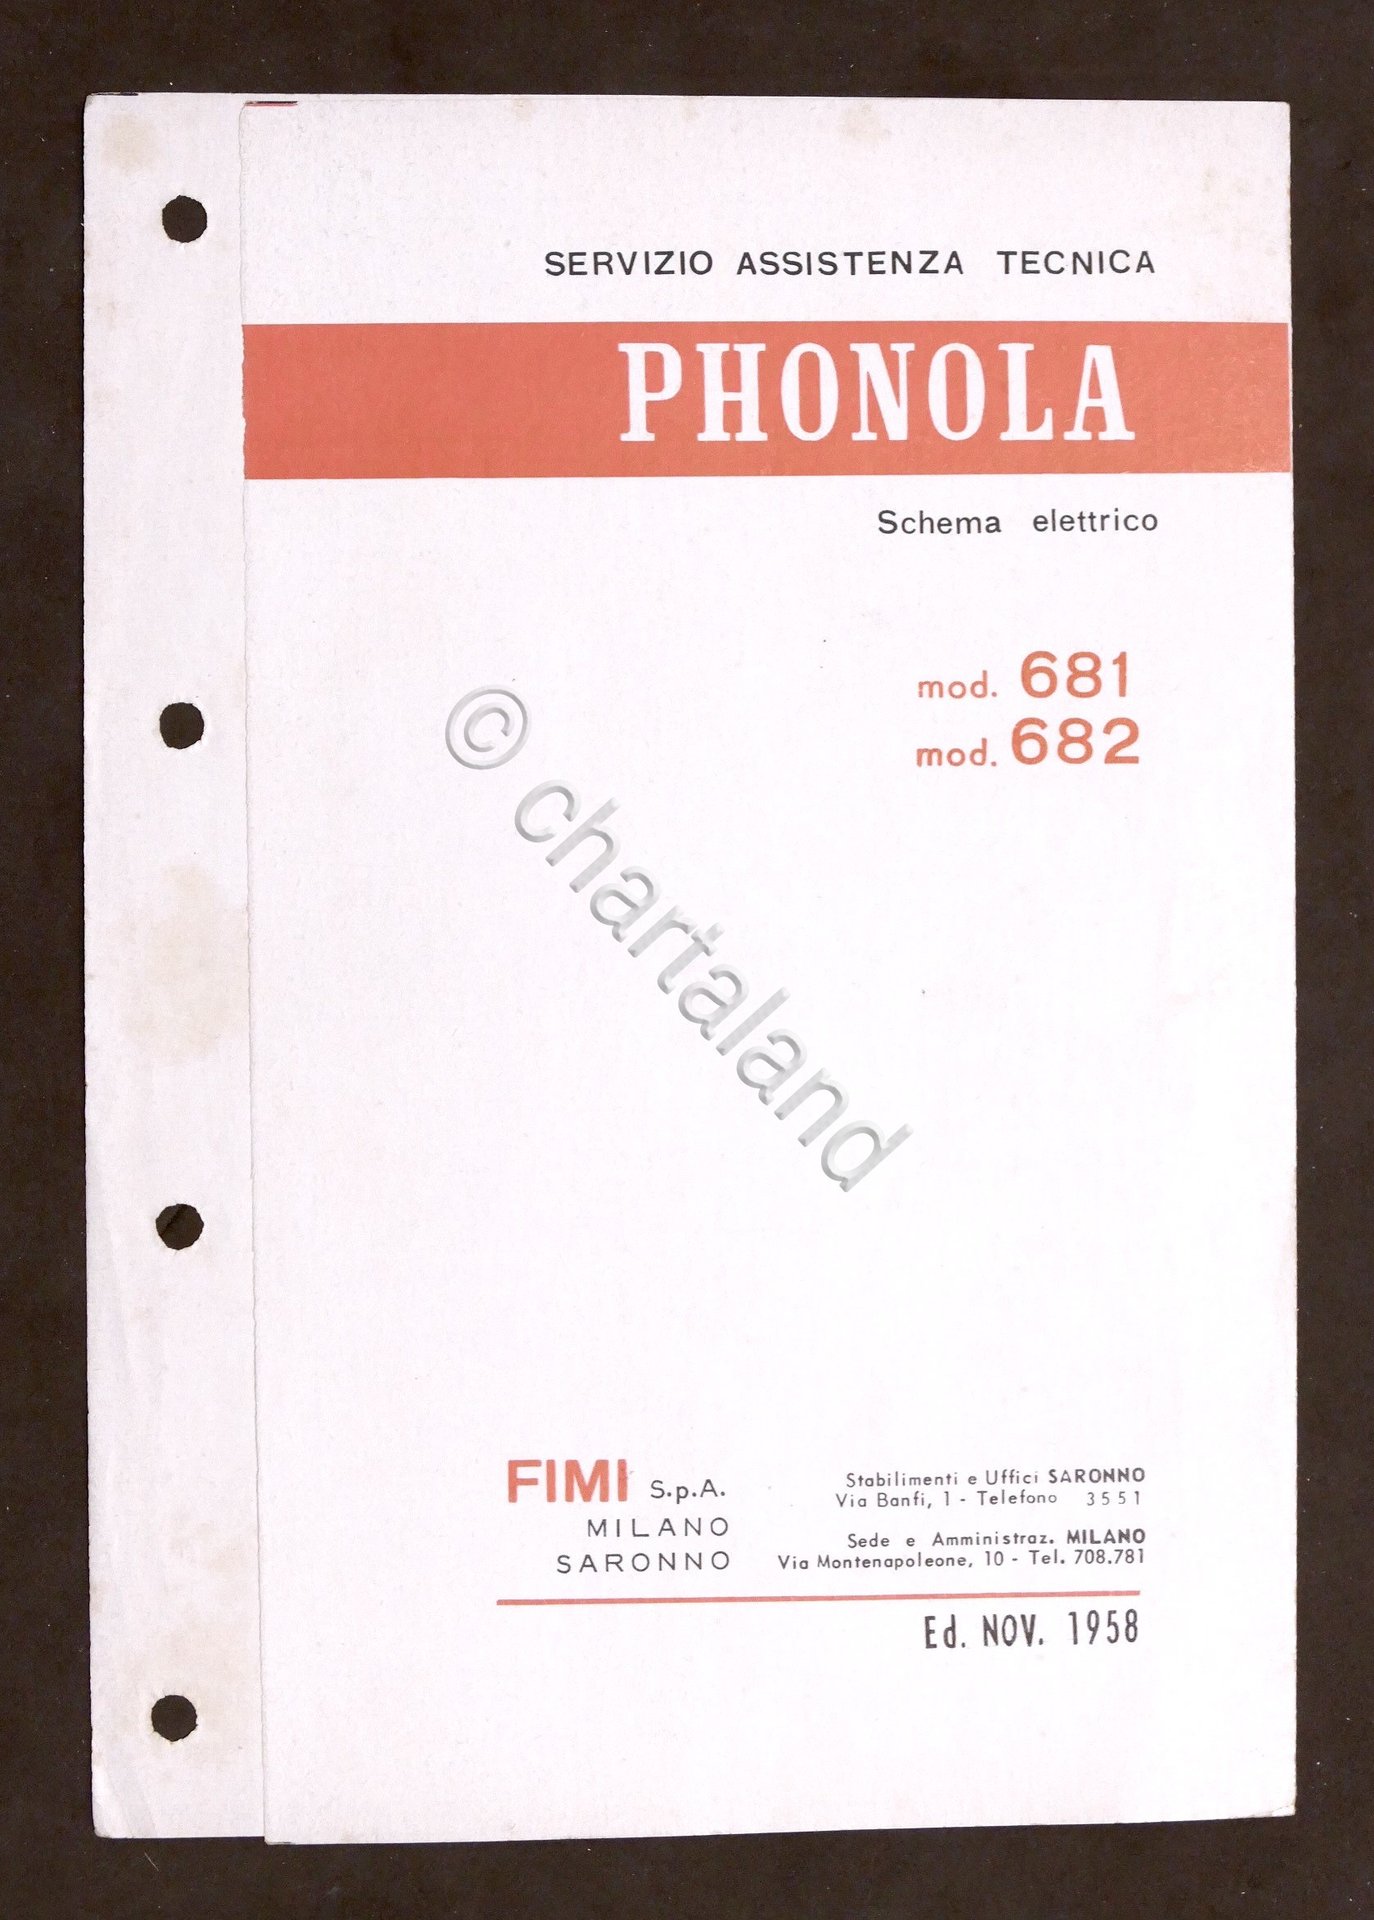 SERVIZIO ASSISTENZA TECNICA
PHONOLA
Schema elettrico
mod. 681
mod. 682
© chartaland
FIMI S.p.A.
MILANO
SARONNO
Stabilimenti e Uffici SARONNO
Via Banfi, 1 - Telefono 3551
Sede e Amministraz. MILANO
Via Montenapoleone, 10 - Tel. 708.781
Ed. NOV. 1958